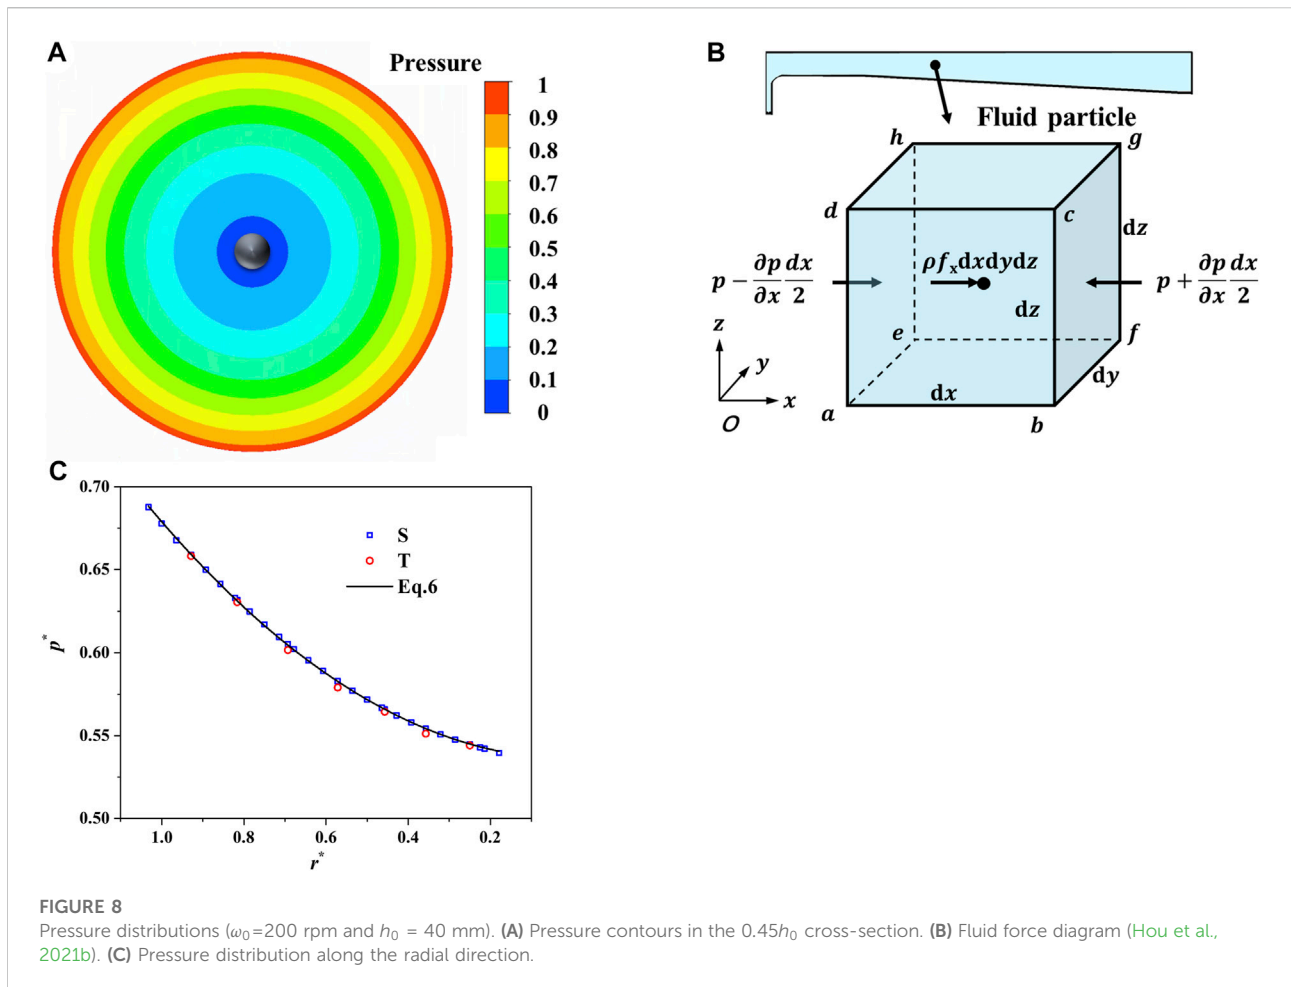 A
Pressure
1
0.9
0.8
0.7
0.6
0.5
0.4
0.3
0.2
0.1
0
B
Fluid particle
h
g
d
c
dz
p − ∂p/∂x dx/2
ρfₓdxdydz
p + ∂p/∂x dx/2
dz
z
e
f
y
dy
x
dx
a
b
O
C
0.70
0.65
0.60
0.55
0.50
p*
S
T
Eq.6
1.0 0.8 0.6 0.4 0.2
r*
FIGURE 8
Pressure distributions (ω₀=200 rpm and h₀ = 40 mm). (A) Pressure contours in the 0.45h₀ cross-section. (B) Fluid force diagram (Hou et al.,
2021b). (C) Pressure distribution along the radial direction.